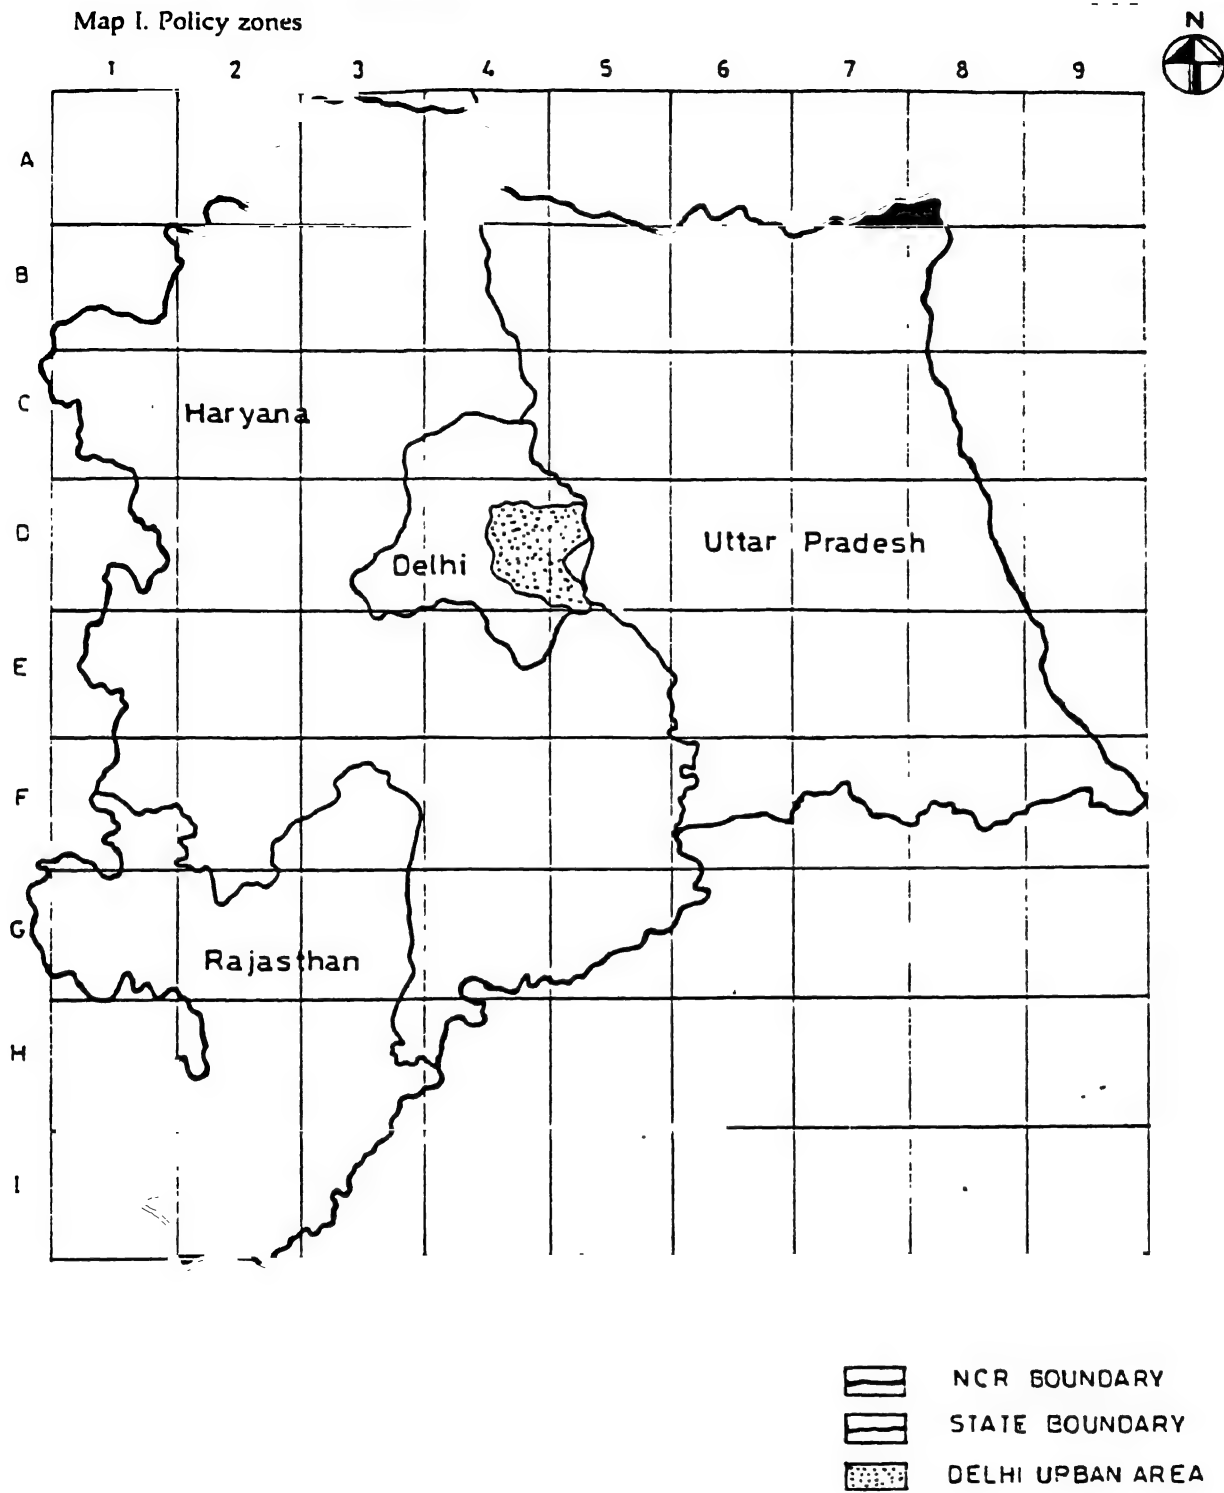 Map I. Policy zones
N
1 2 3 4 5 6 7 8 9
A
B
C
Haryana
D
Uttar Pradesh
Delhi
E
F
G
Rajasthan
H
I
NCR BOUNDARY
STATE BOUNDARY
DELHI URBAN AREA